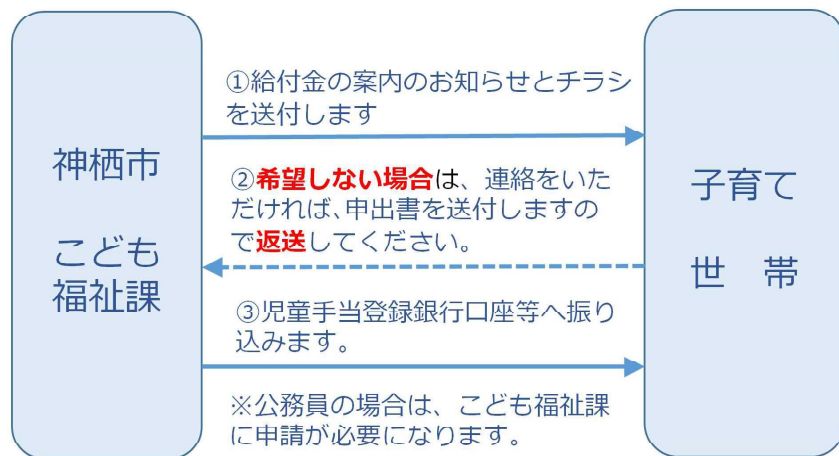 神栖市
こども
福祉課
①給付金の案内のお知らせとチラシ
を送付します
②希望しない場合は、連絡をいた
だければ、申出書を送付しますの
で返送してください。
③児童手当登録銀行口座等へ振り
込みます。
※公務員の場合は、こども福祉課
に申請が必要になります。
子育て
世　帯